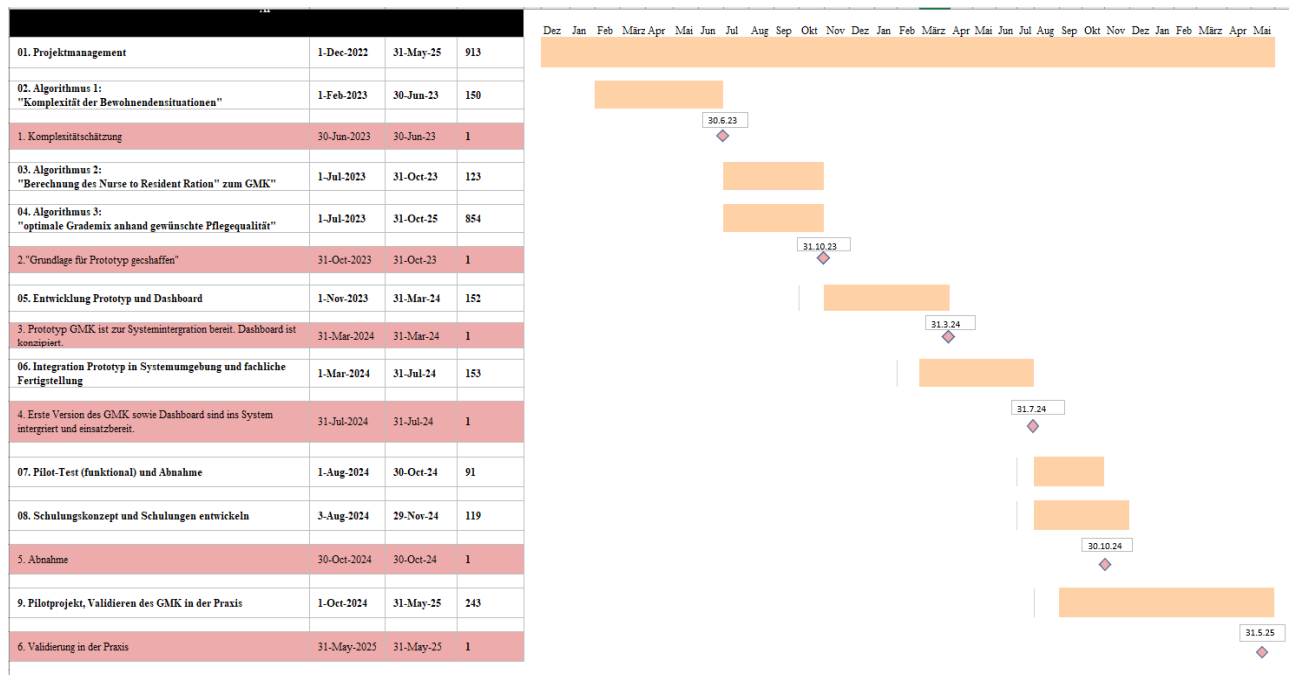 Dez Jan Feb März Apr Mai Jun Jul Aug Sep Okt Nov Dez Jan Feb März Apr Mai Jun Jul Aug Sep Okt Nov Dez Jan Feb März Apr Mai
01. Projektmanagement 1-Dec-2022 31-May-25 913
02. Algorithmus 1:
"Komplexität der Bewohnendensituationen" 1-Feb-2023 30-Jun-23 150
30.6.23
1. Komplexitätschätzung 30-Jun-2023 30-Jun-23 1
03. Algorithmus 2:
"Berechnung des Nurse to Resident Ration" zum GMK" 1-Jul-2023 31-Oct-23 123
04. Algorithmus 3:
"optimale Grademix anhand gewünschte Pflegequalität" 1-Jul-2023 31-Oct-25 854
31.10.23
2."Grundlage für Prototyp gecshaffen" 31-Oct-2023 31-Oct-23 1
05. Entwicklung Prototyp und Dashboard 1-Nov-2023 31-Mar-24 152
31.3.24
3. Prototyp GMK ist zur Systemintergration bereit. Dashboard ist
konzipiert. 31-Mar-2024 31-Mar-24 1
06. Integration Prototyp in Systemumgebung und fachliche
Fertigstellung 1-Mar-2024 31-Jul-24 153
31.7.24
4. Erste Version des GMK sowie Dashboard sind ins System
intergriert und einsatzbereit. 31-Jul-2024 31-Jul-24 1
07. Pilot-Test (funktional) und Abnahme 1-Aug-2024 30-Oct-24 91
08. Schulungskonzept und Schulungen entwickeln 3-Aug-2024 29-Nov-24 119
30.10.24
5. Abnahme 30-Oct-2024 30-Oct-24 1
9. Pilotprojekt, Validieren des GMK in der Praxis 1-Oct-2024 31-May-25 243
31.5.25
6. Validierung in der Praxis 31-May-2025 31-May-25 1